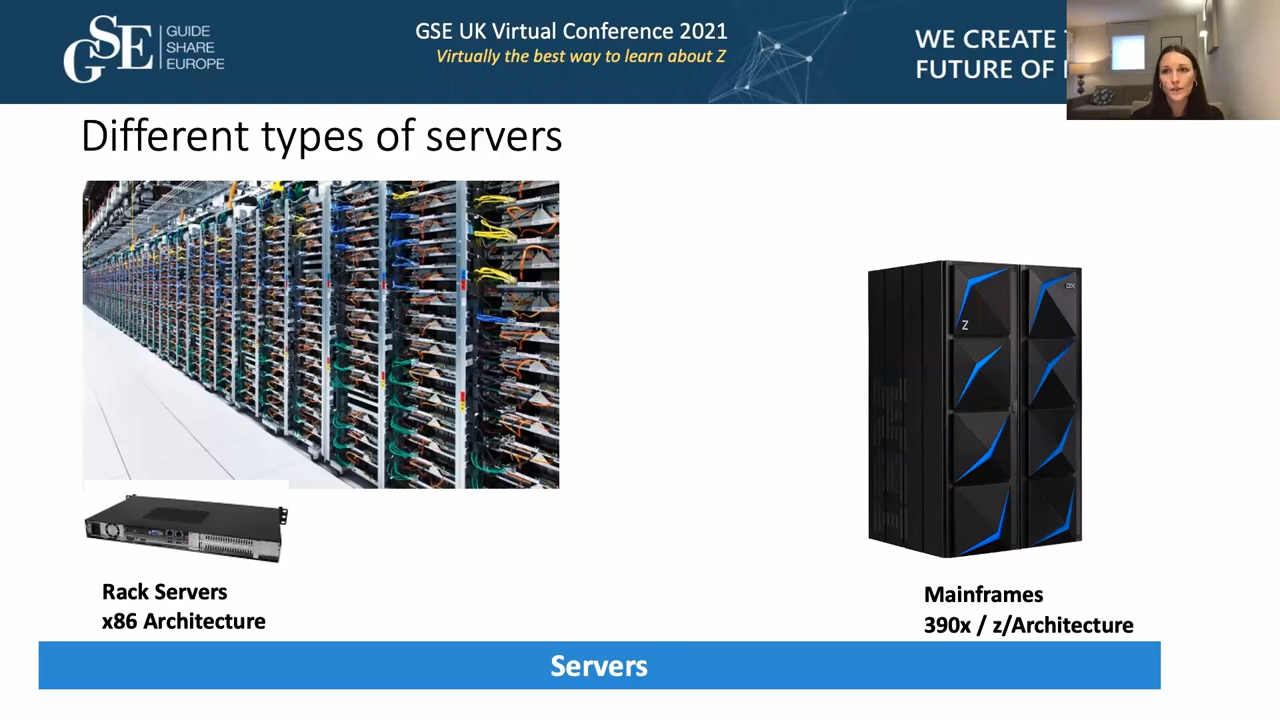 GSE
GUIDE
SHARE
EUROPE
GSE UK Virtual Conference 2021
Virtually the best way to learn about Z
WE CREATE
FUTURE OF
Different types of servers
IBM
Z
Rack Servers
x86 Architecture
Mainframes
390x / z/Architecture
Servers